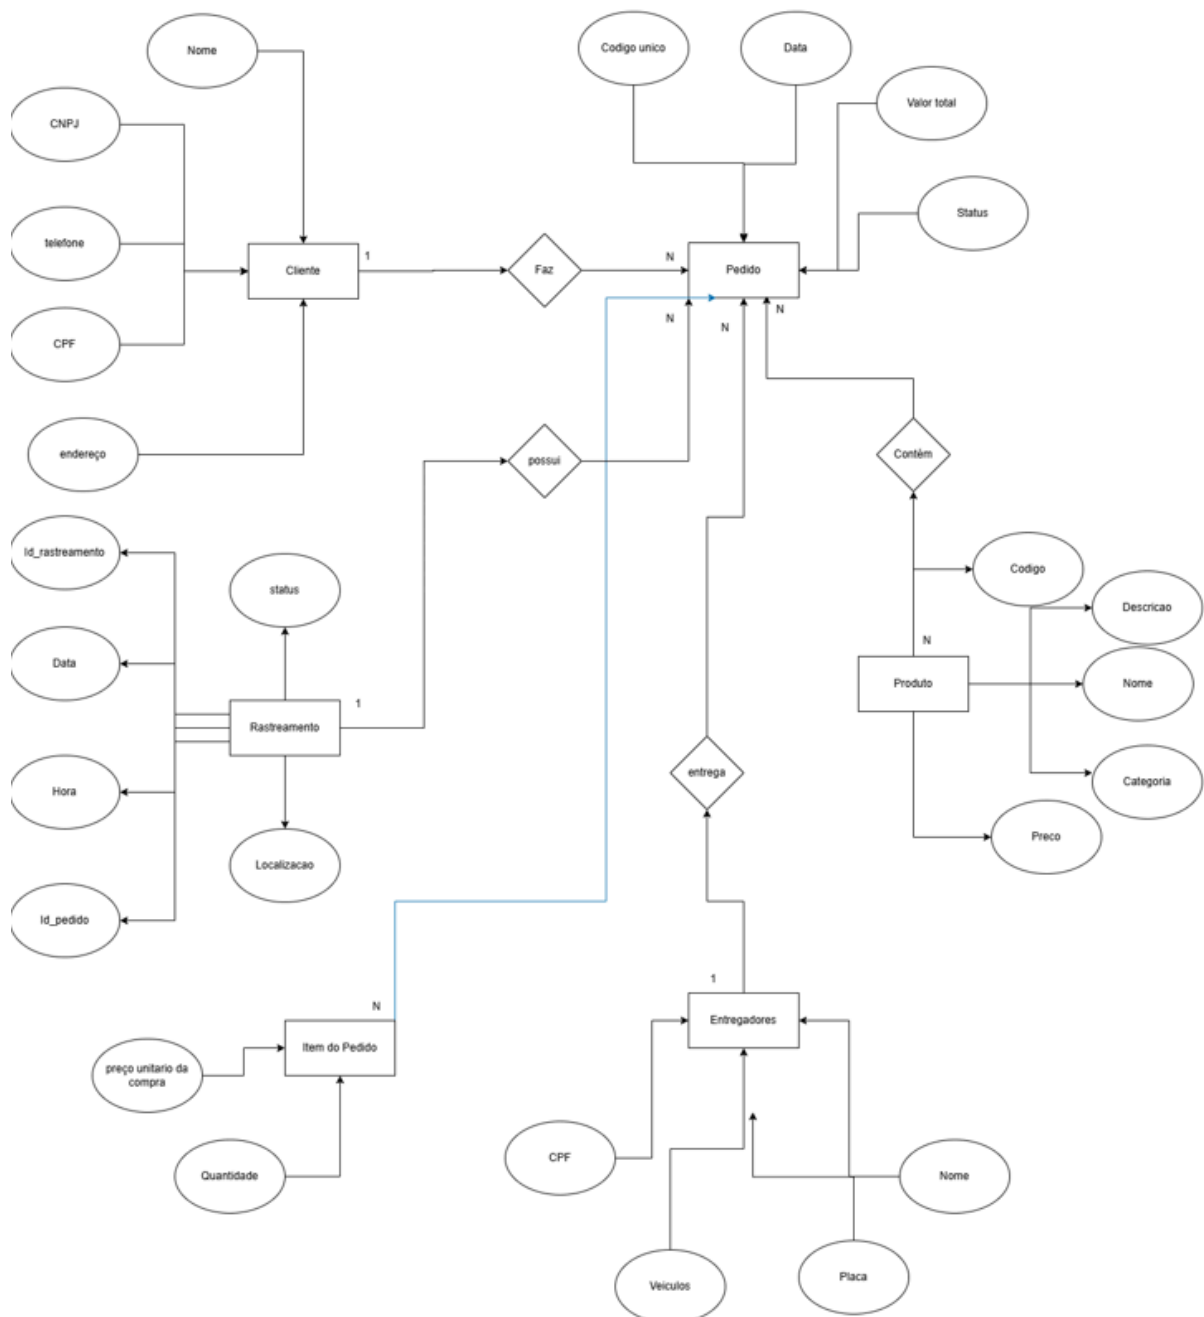 Nome
Codigo unico
Data
Valor total
CNPJ
Status
telefone
Cliente
1
Faz
N
Pedido
N
N
N
CPF
endereço
possui
Contém
Id_rastreamento
status
Codigo
Descricao
Data
N
Produto
Nome
Rastreamento
1
entrega
Hora
Categoria
Preco
Localizacao
Id_pedido
1
N
Entregadores
Item do Pedido
preço unitario da
compra
Quantidade
CPF
Nome
Veiculos
Placa